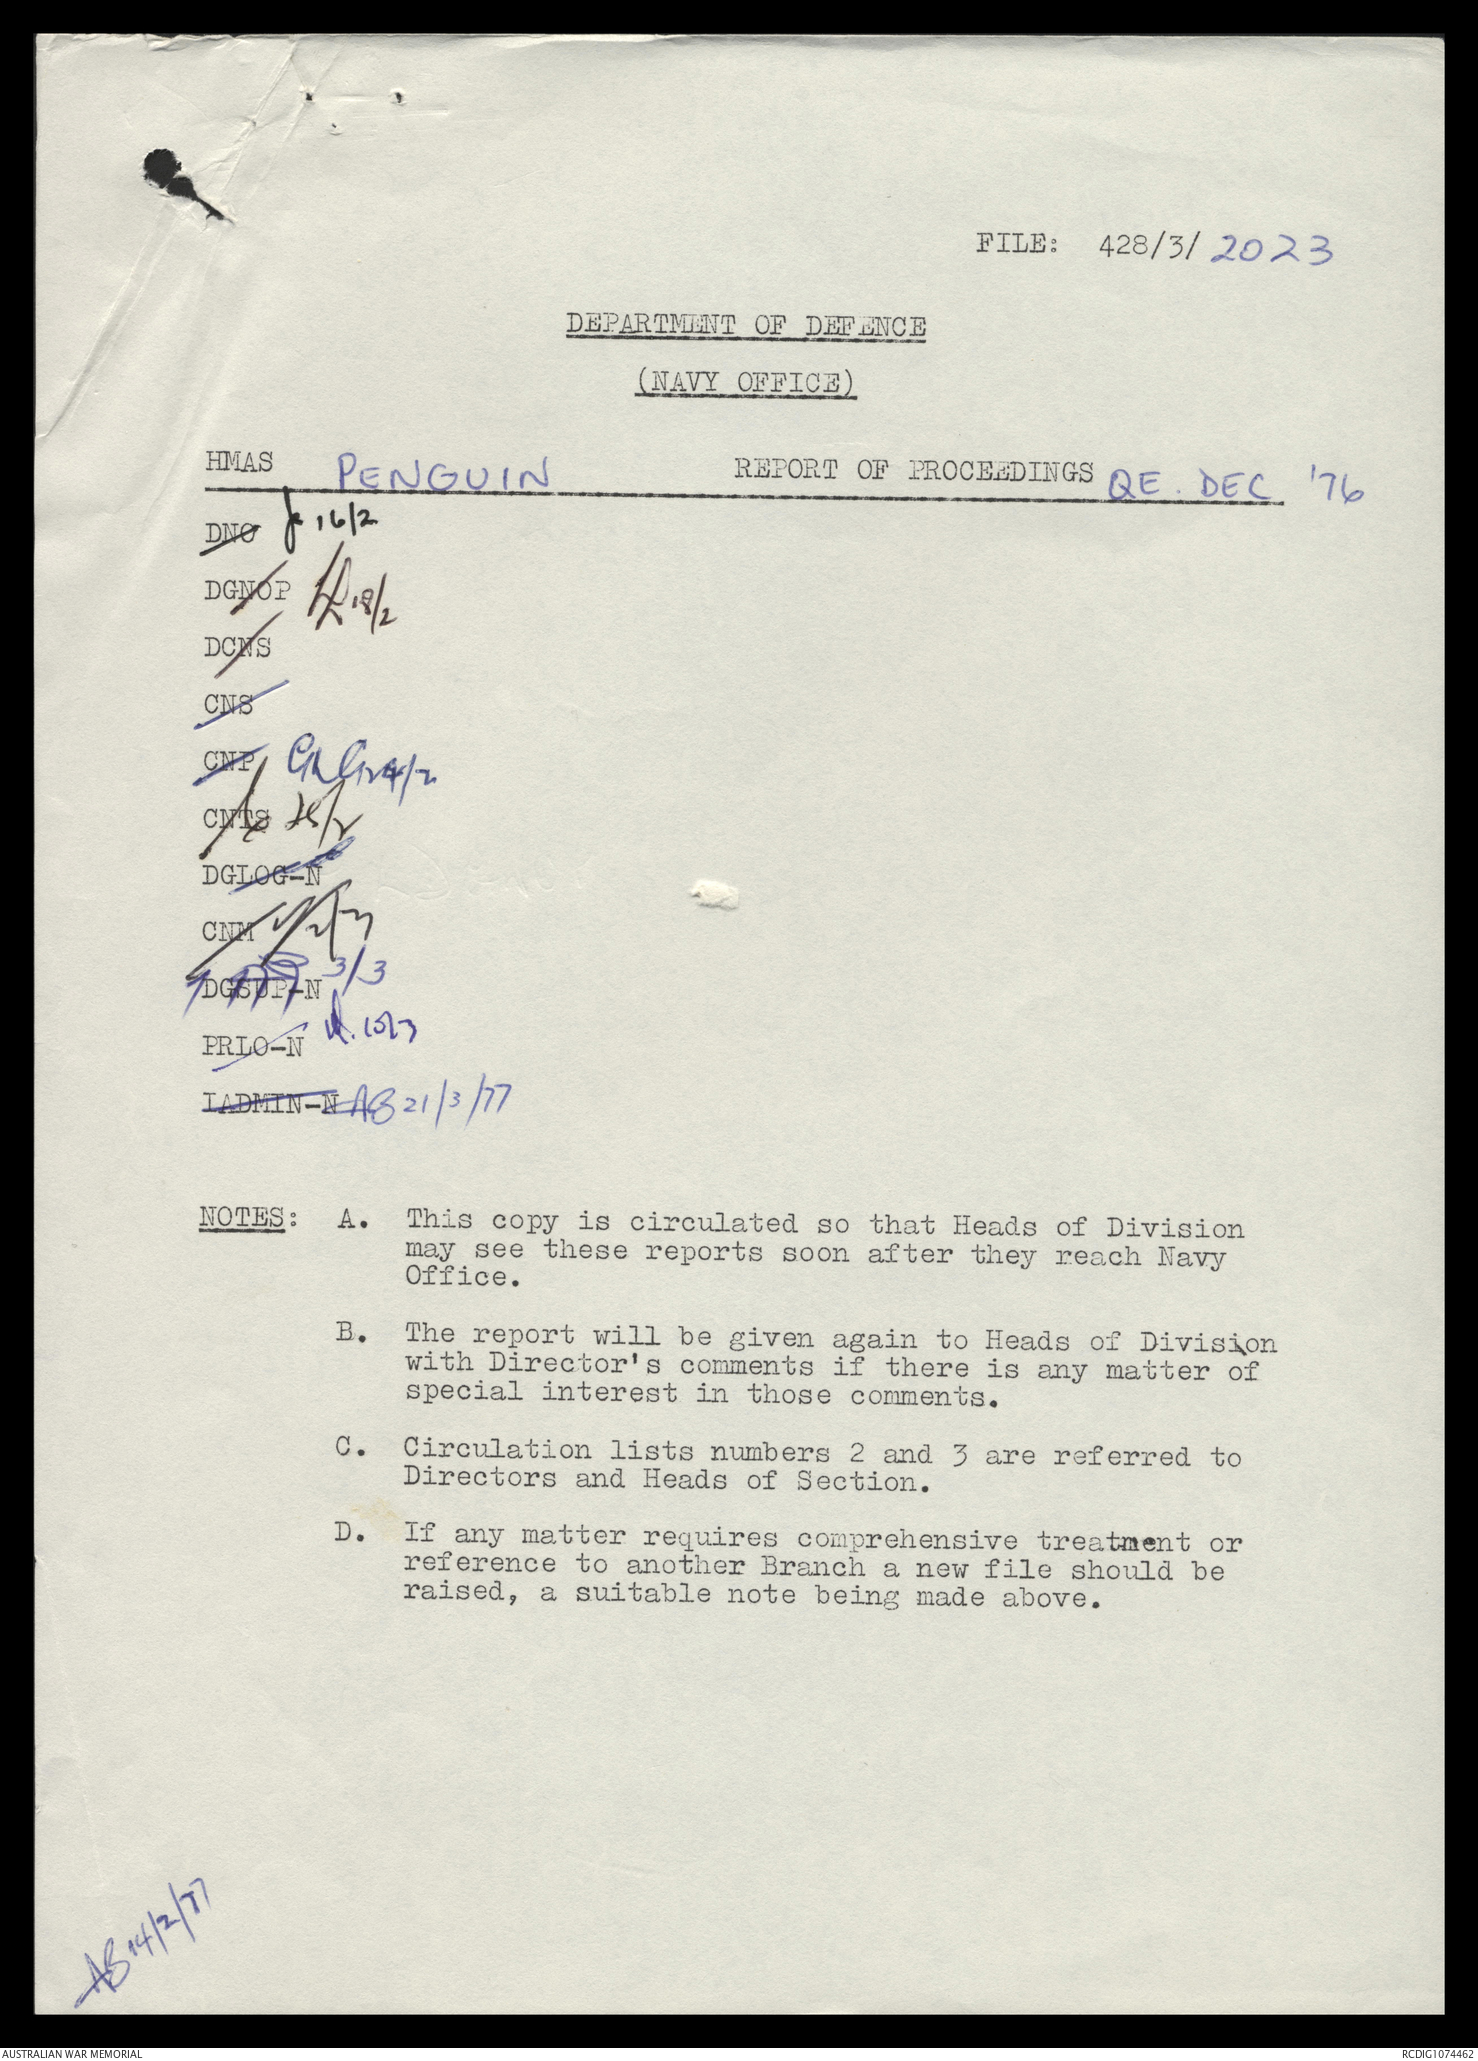 FILE: 428/3/2023
DEPARTMENT OF DEFENCE
(NAVY OFFICE)
HMAS PENGUIN REPORT OF PROCEEDINGS QE. DEC '76
DNO 16/2
DGNOP 18/2
DCNS
CNS
CNP 24/2
CNTS 28/2
DGLOG-N
CNM
DGSUP-N 3/3
PRLO-N
IADMIN-N AB 21/3/77
NOTES: A. This copy is circulated so that Heads of Division
may see these reports soon after they reach Navy
Office.
B. The report will be given again to Heads of Division
with Director's comments if there is any matter of
special interest in those comments.
C. Circulation lists numbers 2 and 3 are referred to
Directors and Heads of Section.
D. If any matter requires comprehensive treatment or
reference to another Branch a new file should be
raised, a suitable note being made above.
AB 14/2/77
AUSTRALIAN WAR MEMORIAL
RCDIG1074462